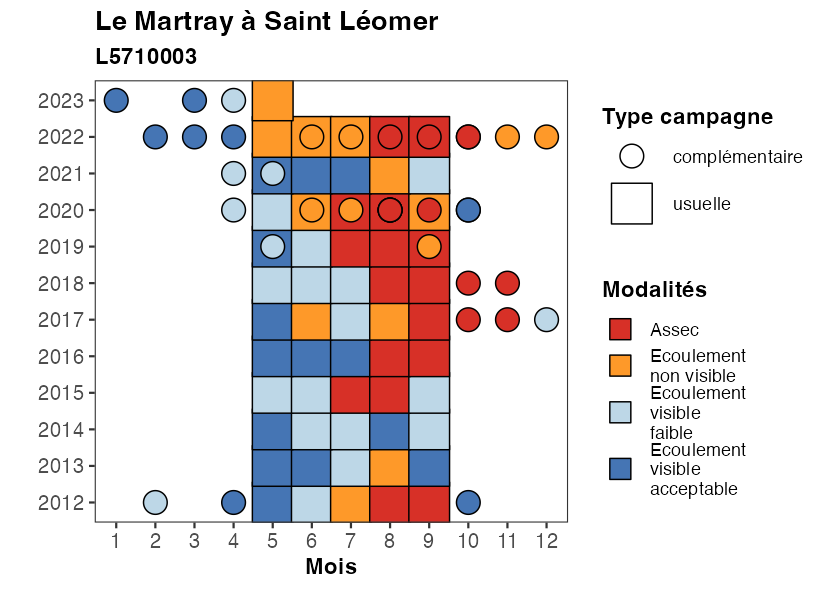 Le Martray à Saint Léomer
L5710003
2023
2022
2021
2020
2019
2018
2017
2016
2015
2014
2013
2012
1 2 3 4 5 6 7 8 9 10 11 12
Mois
Type campagne
complémentaire
usuelle
Modalités
Assec
Ecoulement
non visible
Ecoulement
visible
faible
Ecoulement
visible
acceptable